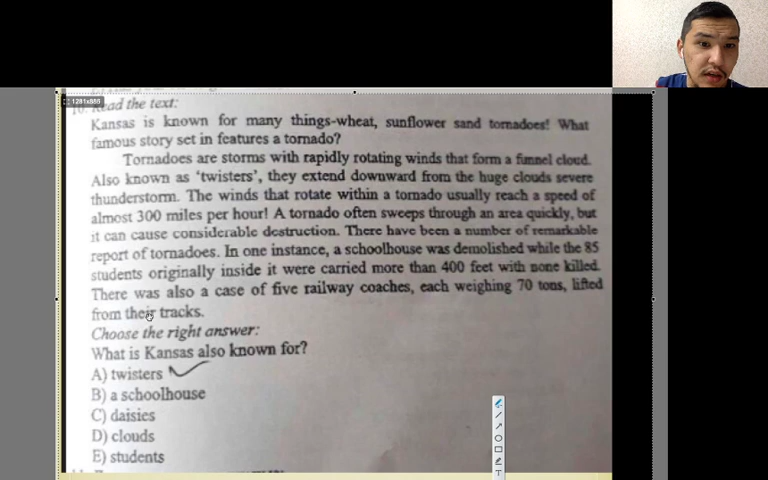 1281x885
Read the text:
Kansas is known for many things-wheat, sunflower sand tornadoes! What
famous story set in features a tornado?
Tornadoes are storms with rapidly rotating winds that form a funnel cloud.
Also known as 'twisters', they extend downward from the huge clouds severe
thunderstorm. The winds that rotate within a tornado usually reach a speed of
almost 300 miles per hour! A tornado often sweeps through an area quickly, but
it can cause considerable destruction. There have been a number of remarkable
report of tornadoes. In one instance, a schoolhouse was demolished while the 85
students originally inside it were carried more than 400 feet with none killed.
There was also a case of five railway coaches, each weighing 70 tons, lifted
from their tracks.
Choose the right answer:
What is Kansas also known for?
A) twisters
B) a schoolhouse
C) daisies
D) clouds
E) students